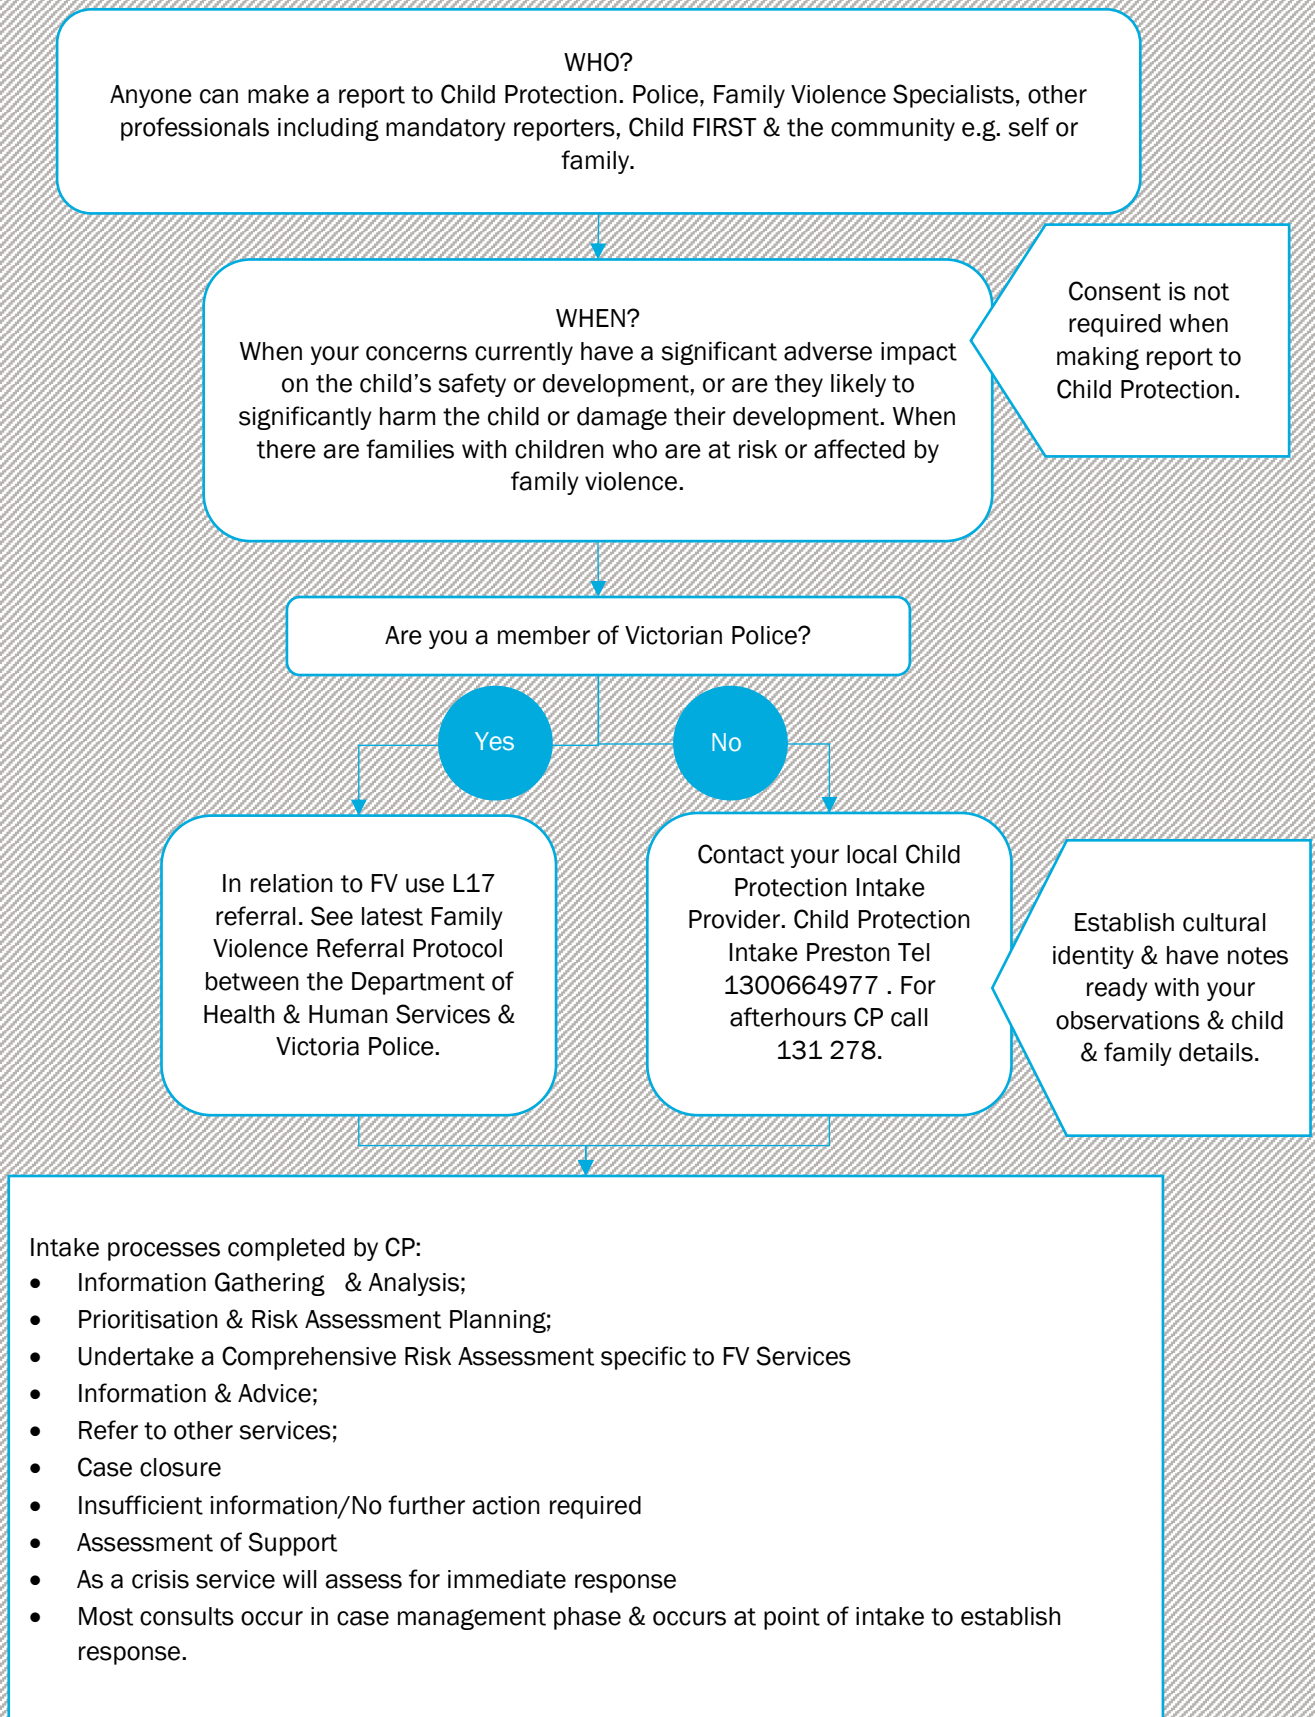 WHO?
Anyone can make a report to Child Protection. Police, Family Violence Specialists, other
professionals including mandatory reporters, Child FIRST & the community e.g. self or
family.
WHEN?
When your concerns currently have a significant adverse impact
on the child’s safety or development, or are they likely to
significantly harm the child or damage their development. When
there are families with children who are at risk or affected by
family violence.
Consent is not
required when
making report to
Child Protection.
Are you a member of Victorian Police?
Yes
No
In relation to FV use L17
referral. See latest Family
Violence Referral Protocol
between the Department of
Health & Human Services &
Victoria Police.
Contact your local Child
Protection Intake
Provider. Child Protection
Intake Preston Tel
1300664977 . For
afterhours CP call
131 278.
Establish cultural
identity & have notes
ready with your
observations & child
& family details.
Intake processes completed by CP:
• Information Gathering & Analysis;
• Prioritisation & Risk Assessment Planning;
• Undertake a Comprehensive Risk Assessment specific to FV Services
• Information & Advice;
• Refer to other services;
• Case closure
• Insufficient information/No further action required
• Assessment of Support
• As a crisis service will assess for immediate response
• Most consults occur in case management phase & occurs at point of intake to establish
response.